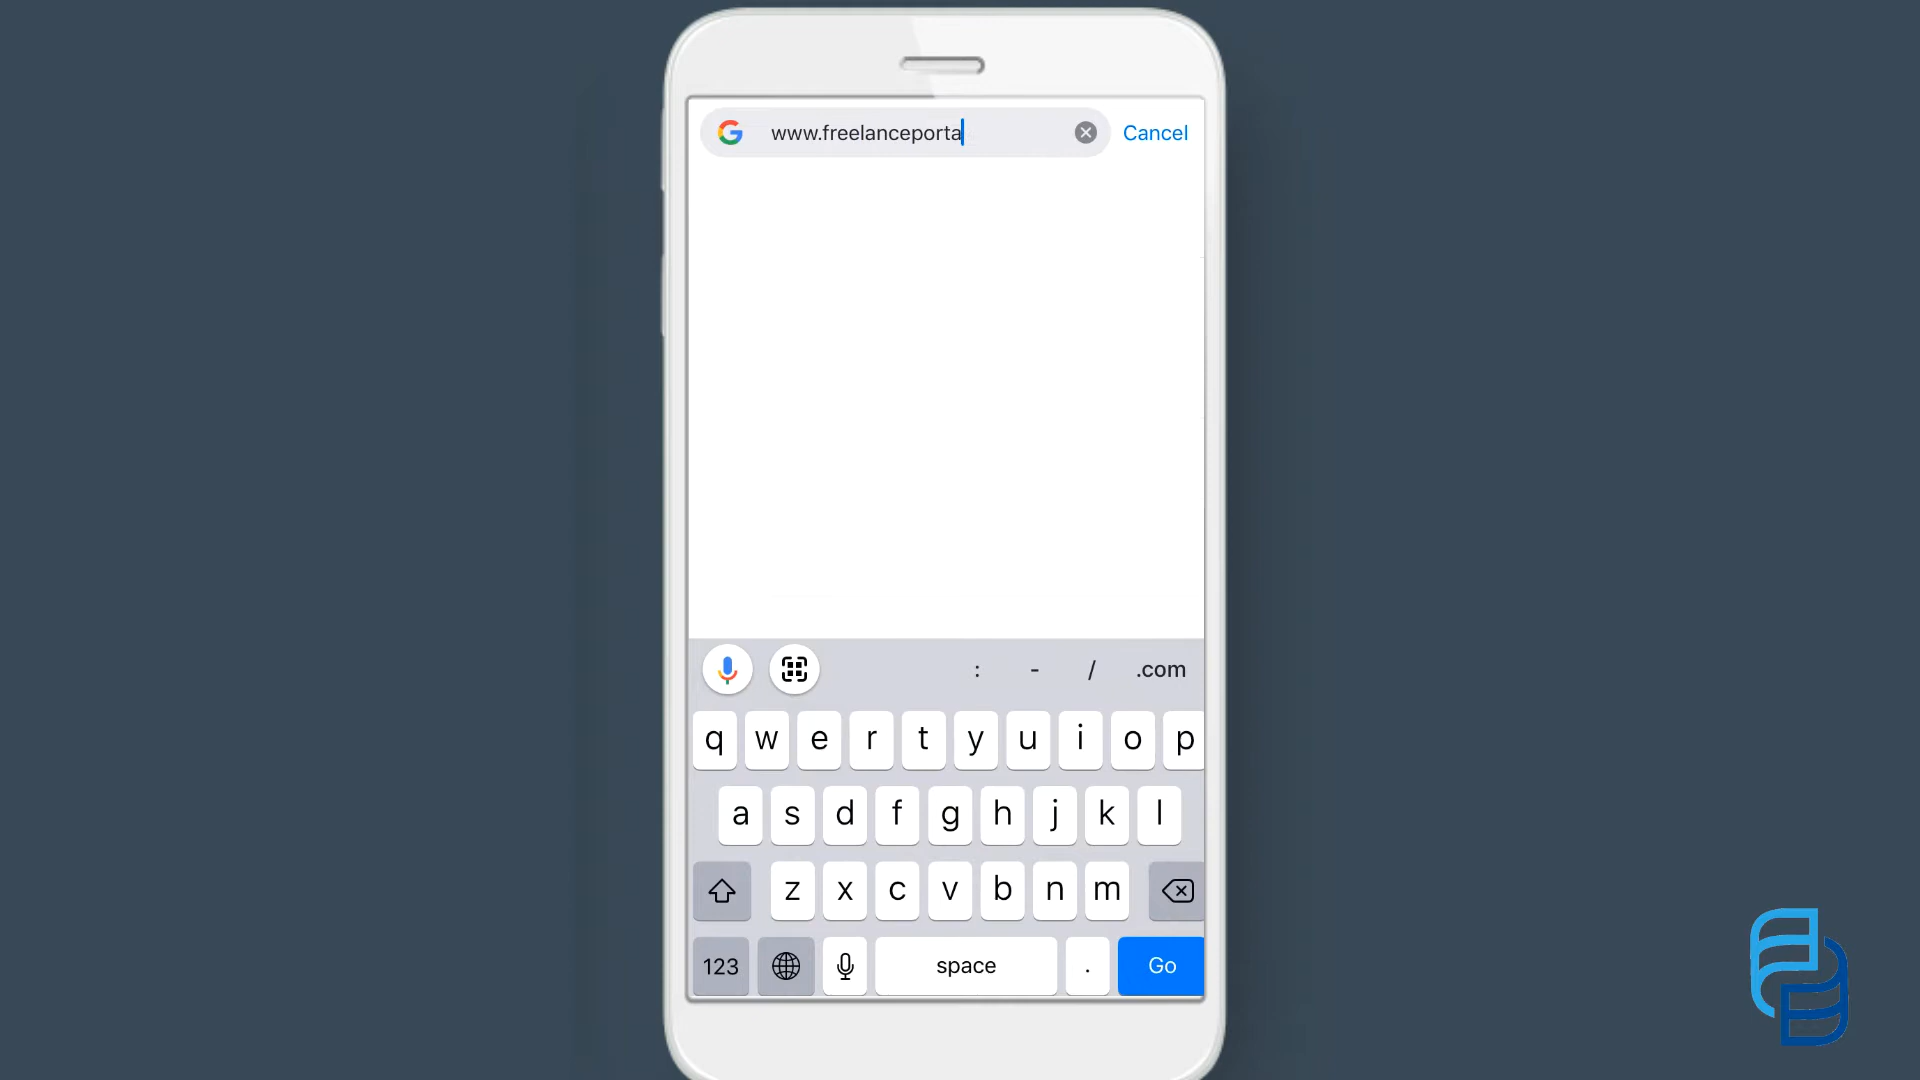 www.freelanceporta
Cancel
: - / .com
q w e r t y u i o p
a s d f g h j k l
z x c v b n m
123 space . Go